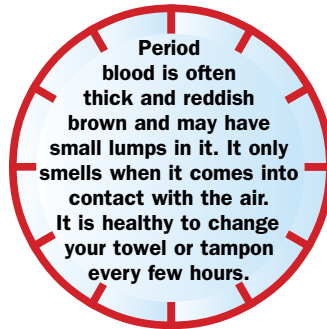 Period
blood is often
thick and reddish
brown and may have
small lumps in it. It only
smells when it comes into
contact with the air.
It is healthy to change
your towel or tampon
every few hours.